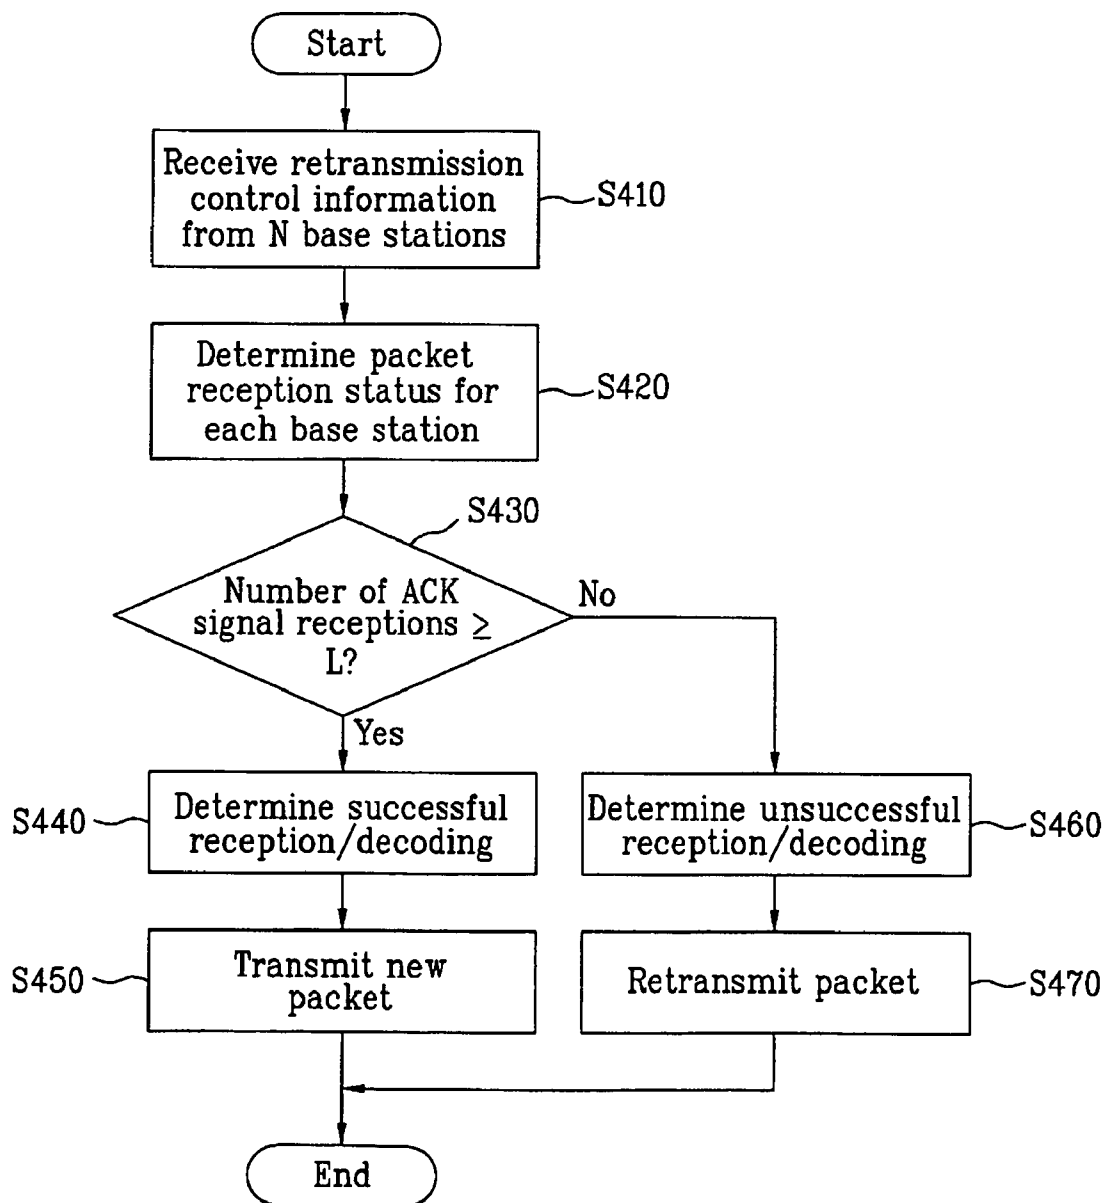 Start
Receive retransmission
control information
from N base stations
S410
Determine packet
reception status for
each base station
S420
S430
Number of ACK
signal receptions ≥
L?
No
Yes
S440
Determine successful
reception/decoding
Determine unsuccessful
reception/decoding
S460
S450
Transmit new
packet
Retransmit packet
S470
End